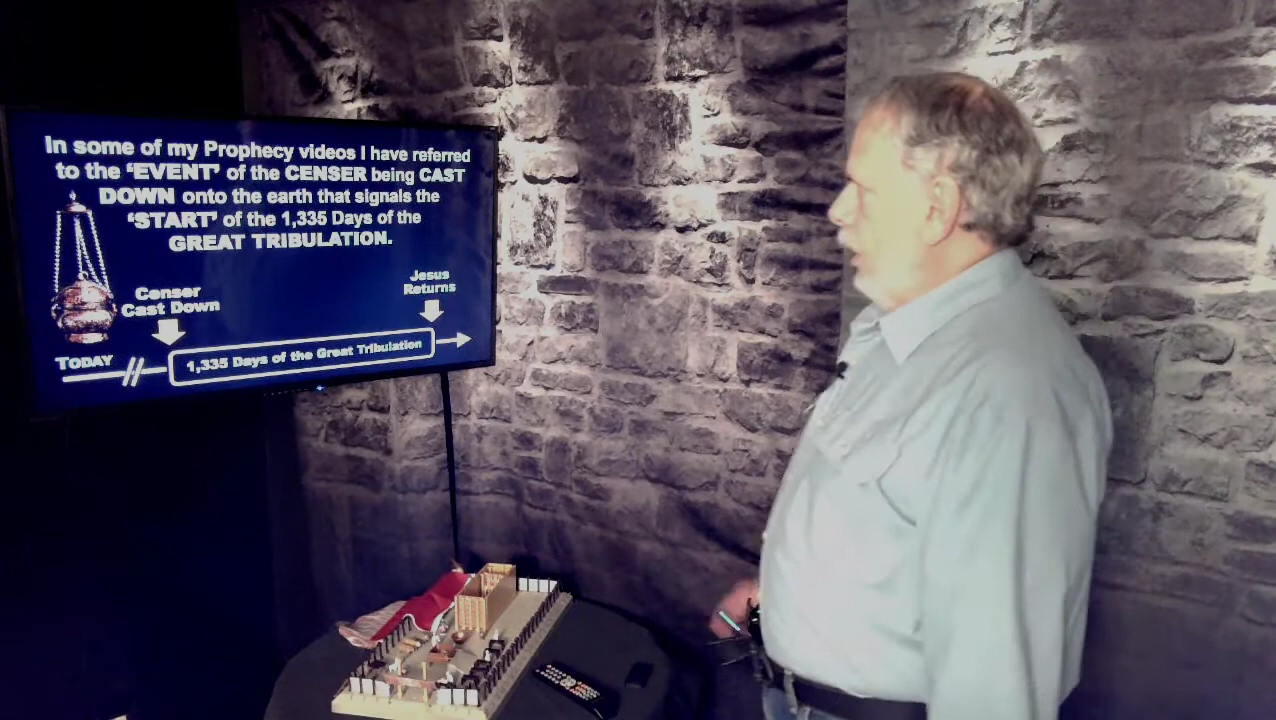 In some of my Prophecy videos I have referred
to the ‘EVENT’ of the CENSER being CAST
DOWN onto the earth that signals the
‘START’ of the 1,335 Days of the
GREAT TRIBULATION.
Jesus
Returns
Censer
Cast Down
TODAY
1,335 Days of the Great Tribulation